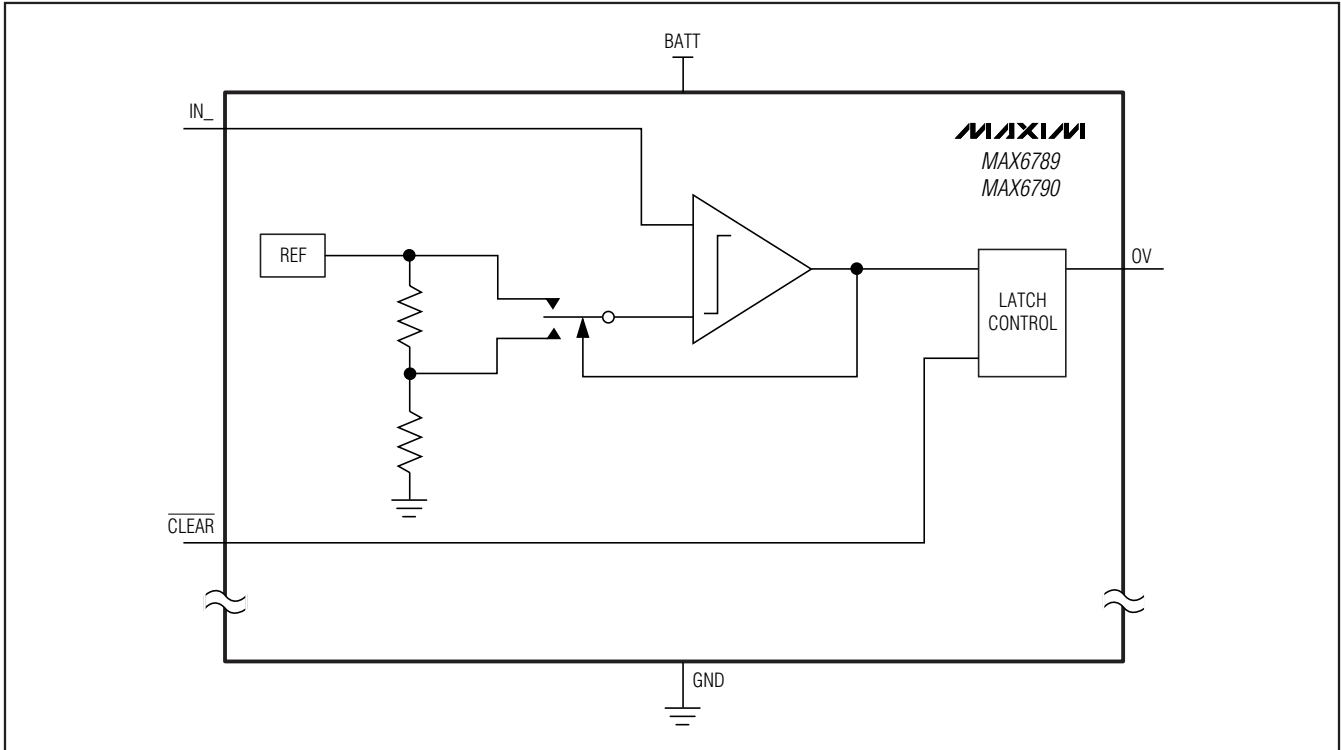 BATT
IN_
MAXIM
MAX6789
MAX6790
REF
OV
LATCH
CONTROL
CLEAR
GND